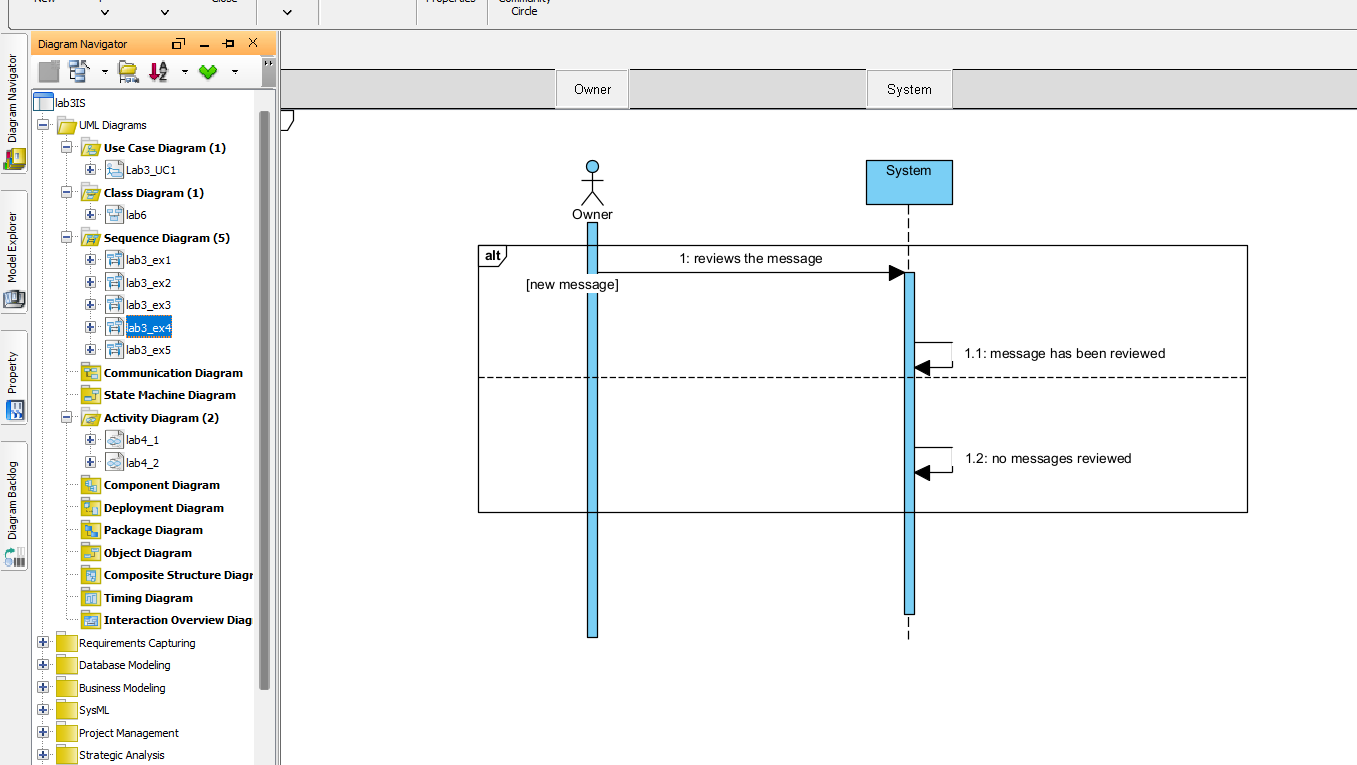 New
Close
Properties
Community
Circle
Diagram Navigator
Diagram Navigator
Model Explorer
Property
Diagram Backlog
lab3IS
UML Diagrams
Use Case Diagram (1)
Lab3_UC1
Class Diagram (1)
lab6
Sequence Diagram (5)
lab3_ex1
lab3_ex2
lab3_ex3
lab3_ex4
lab3_ex5
Communication Diagram
State Machine Diagram
Activity Diagram (2)
lab4_1
lab4_2
Component Diagram
Deployment Diagram
Package Diagram
Object Diagram
Composite Structure Diagr
Timing Diagram
Interaction Overview Diag
Requirements Capturing
Database Modeling
Business Modeling
SysML
Project Management
Strategic Analysis
Owner
System
System
Owner
alt
1: reviews the message
[new message]
1.1: message has been reviewed
1.2: no messages reviewed